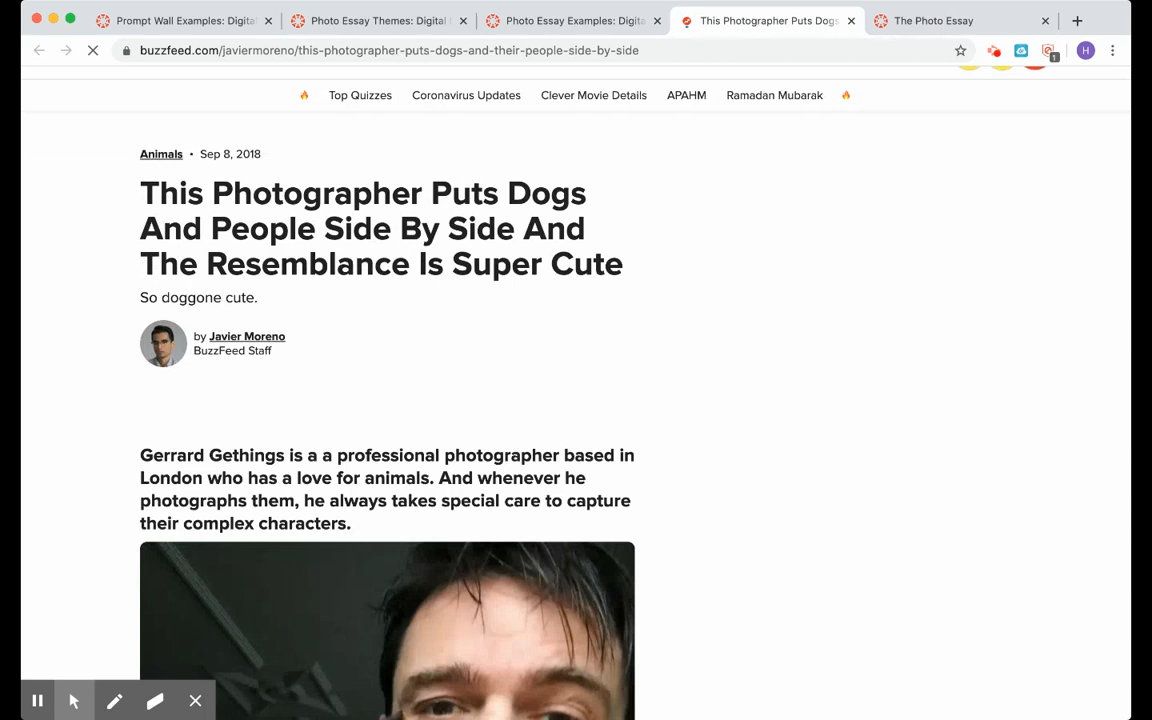 Prompt Wall Examples: Digital
Photo Essay Themes: Digital
Photo Essay Examples: Digita
This Photographer Puts Dogs
The Photo Essay
buzzfeed.com/javiermoreno/this-photographer-puts-dogs-and-their-people-side-by-side
1
H
Top Quizzes Coronavirus Updates Clever Movie Details APAHM Ramadan Mubarak
Animals • Sep 8, 2018
This Photographer Puts Dogs
And People Side By Side And
The Resemblance Is Super Cute
So doggone cute.
by Javier Moreno
BuzzFeed Staff
Gerrard Gethings is a a professional photographer based in
London who has a love for animals. And whenever he
photographs them, he always takes special care to capture
their complex characters.